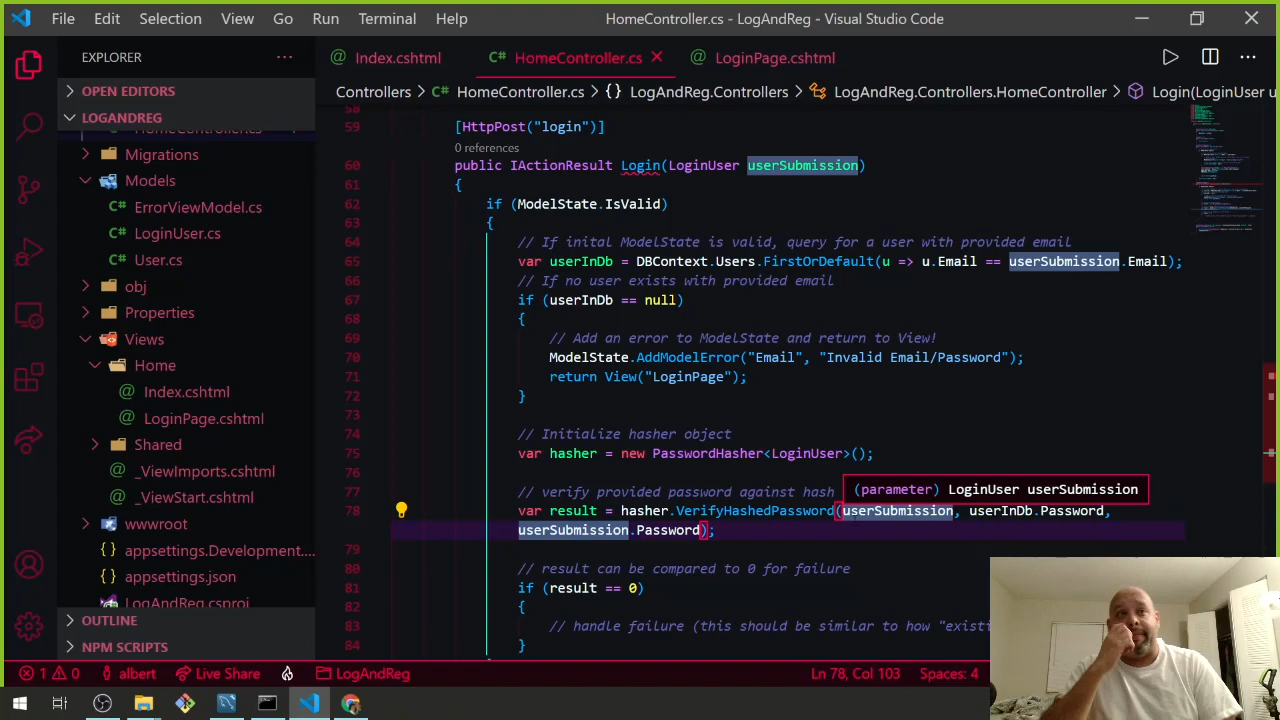 File Edit Selection View Go Run Terminal Help
HomeController.cs - LogAndReg - Visual Studio Code
EXPLORER
OPEN EDITORS
LOGANDREG
HomeController.cs
Migrations
Models
ErrorViewModel.cs
LoginUser.cs
User.cs
obj
Properties
Views
Home
Index.cshtml
LoginPage.cshtml
Shared
_ViewImports.cshtml
_ViewStart.cshtml
wwwroot
appsettings.Development....
appsettings.json
LogAndReg.csproj
OUTLINE
NPM SCRIPTS
Index.cshtml
HomeController.cs
LoginPage.cshtml
Controllers > HomeController.cs > {} LogAndReg.Controllers > LogAndReg.Controllers.HomeController > Login(LoginUser u
58
59 [HttpPost("login")]
0 references
60 public IActionResult Login(LoginUser userSubmission)
61 {
62 if (ModelState.IsValid)
63 {
64 // If inital ModelState is valid, query for a user with provided email
65 var userInDb = DBContext.Users.FirstOrDefault(u => u.Email == userSubmission.Email);
66 // If no user exists with provided email
67 if (userInDb == null)
68 {
69 // Add an error to ModelState and return to View!
70 ModelState.AddModelError("Email", "Invalid Email/Password");
71 return View("LoginPage");
72 }
73
74 // Initialize hasher object
75 var hasher = new PasswordHasher<LoginUser>();
76
77 // verify provided password against hash
(parameter) LoginUser userSubmission
78 var result = hasher.VerifyHashedPassword(userSubmission, userInDb.Password,
userSubmission.Password);
79
80 // result can be compared to 0 for failure
81 if (result == 0)
82 {
83 // handle failure (this should be similar to how "existi
84 }
1 0 albert Live Share LogAndReg
Ln 78, Col 103 Spaces: 4